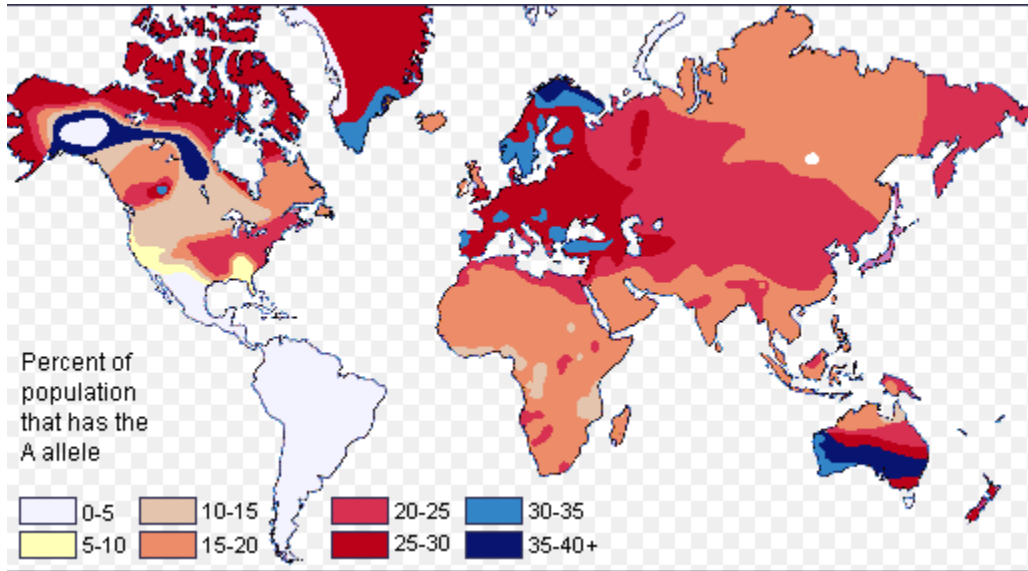 Percent of
population
that has the
A allele
0-5 10-15 20-25 30-35
5-10 15-20 25-30 35-40+